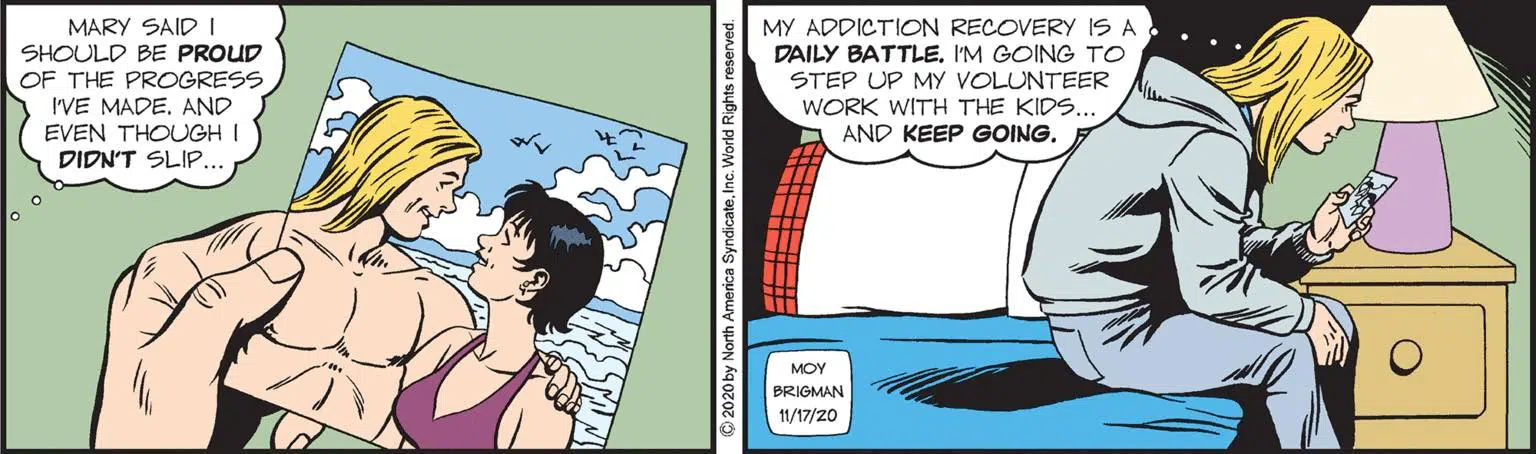 MARY SAID I
SHOULD BE PROUD
OF THE PROGRESS
I'VE MADE. AND
EVEN THOUGH I
DIDN'T SLIP...
© 2020 by North America Syndicate, Inc. World Rights reserved.
MY ADDICTION RECOVERY IS A
DAILY BATTLE. I'M GOING TO
STEP UP MY VOLUNTEER
WORK WITH THE KIDS...
AND KEEP GOING.
MOY
BRIGMAN
11/17/20